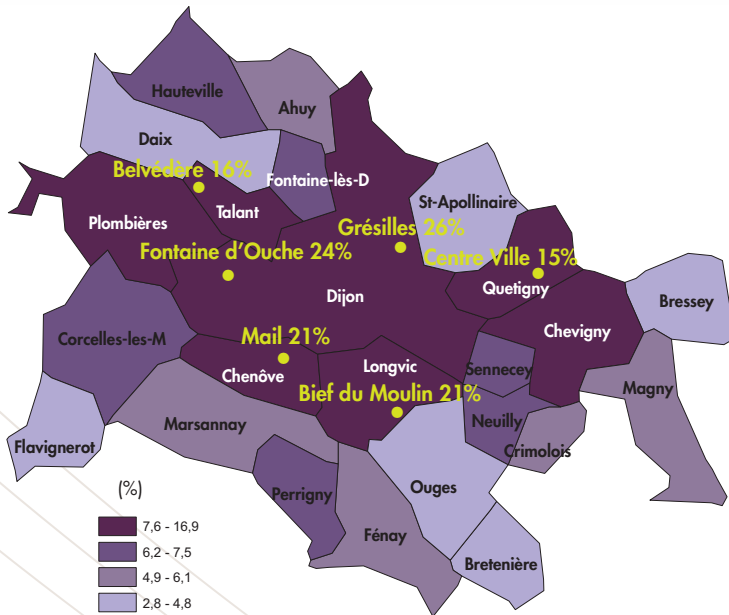 Hauteville
Ahuy
Daix
Belvédère 16%
Fontaine-lès-D
St-Apollinaire
Talant
Plombières
Grésilles 26%
Fontaine d'Ouche 24%
Centre Ville 15%
Quetigny
Dijon
Bressey
Chevigny
Corcelles-les-M
Mail 21%
Longvic
Sennecey
Chenôve
Magny
Bief du Moulin 21%
Marsannay
Neuilly
Flavignerot
Crimolois
(%)
Perrigny
Ouges
7,6 - 16,9
Fénay
6,2 - 7,5
Bretenière
4,9 - 6,1
2,8 - 4,8